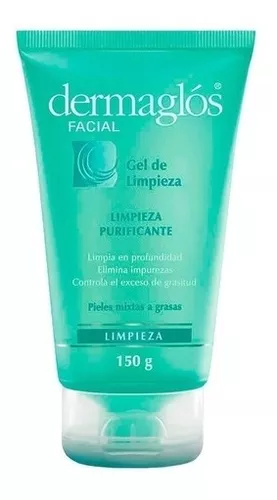 dermaglós®
FACIAL
Gel de
Limpieza
LIMPIEZA
PURIFICANTE
Limpia en profundidad
Elimina impurezas
Controla el exceso de grasitud
Pieles mixtas a grasas
LIMPIEZA
150 g